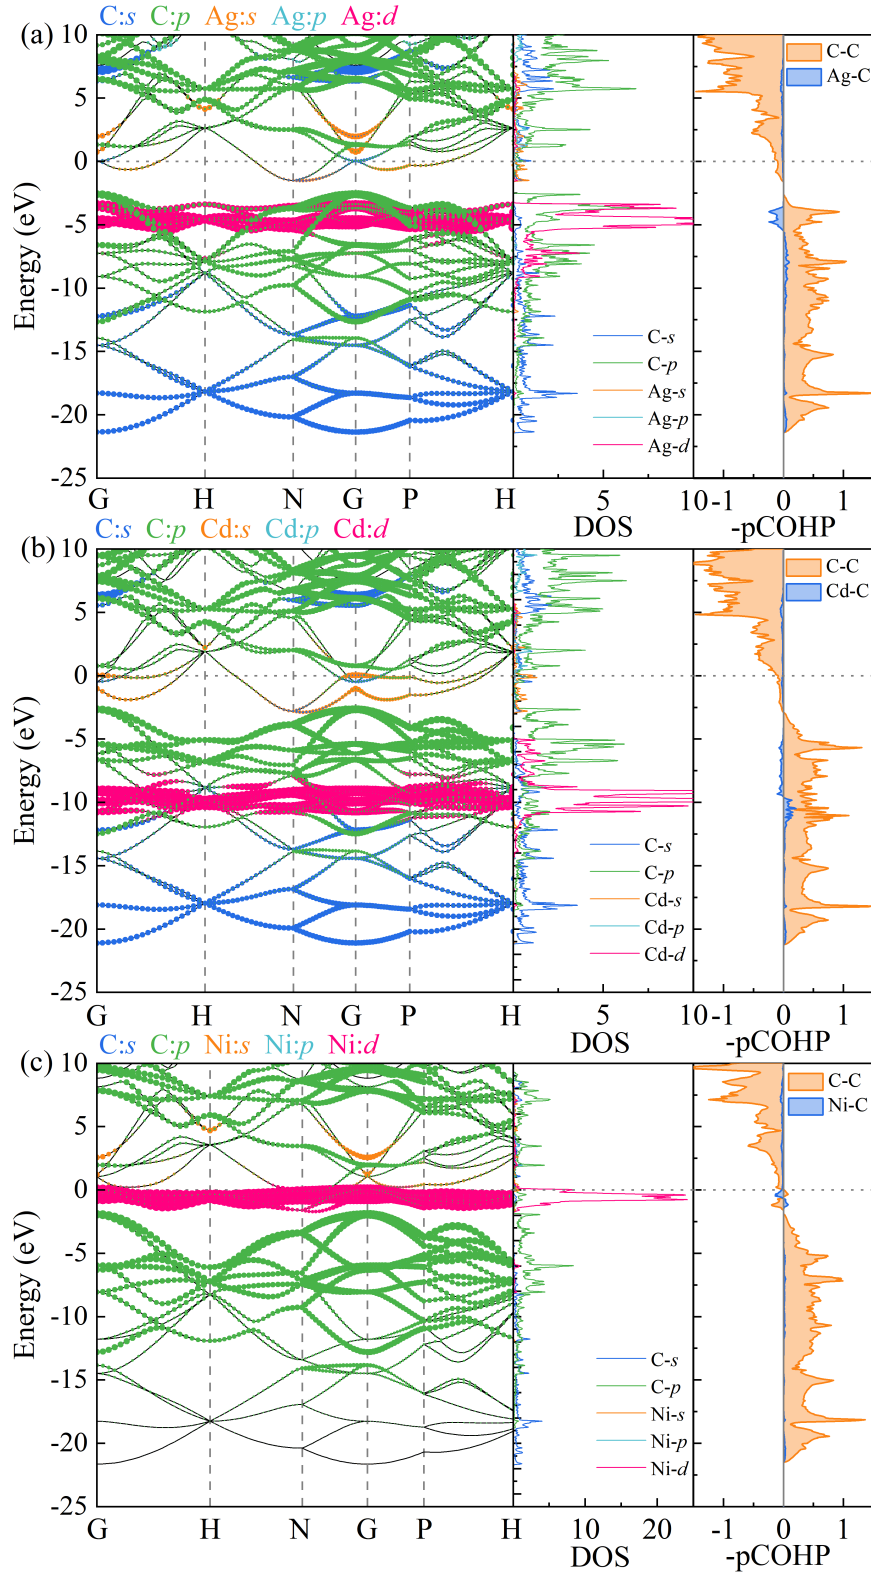 C:s C:p Ag:s Ag:p Ag:d
(a)
10
5
0
-5
-10
-15
-20
-25
Energy (eV)
C-s
C-p
Ag-s
Ag-p
Ag-d
C-C
Ag-C
G H N G P H 5 10 -1 0 1
DOS -pCOHP
C:s C:p Cd:s Cd:p Cd:d
(b)
10
5
0
-5
-10
-15
-20
-25
Energy (eV)
C-s
C-p
Cd-s
Cd-p
Cd-d
C-C
Cd-C
G H N G P H 5 10 -1 0 1
DOS -pCOHP
C:s C:p Ni:s Ni:p Ni:d
(c)
10
5
0
-5
-10
-15
-20
-25
Energy (eV)
C-s
C-p
Ni-s
Ni-p
Ni-d
C-C
Ni-C
G H N G P H 10 20 -1 0 1
DOS -pCOHP